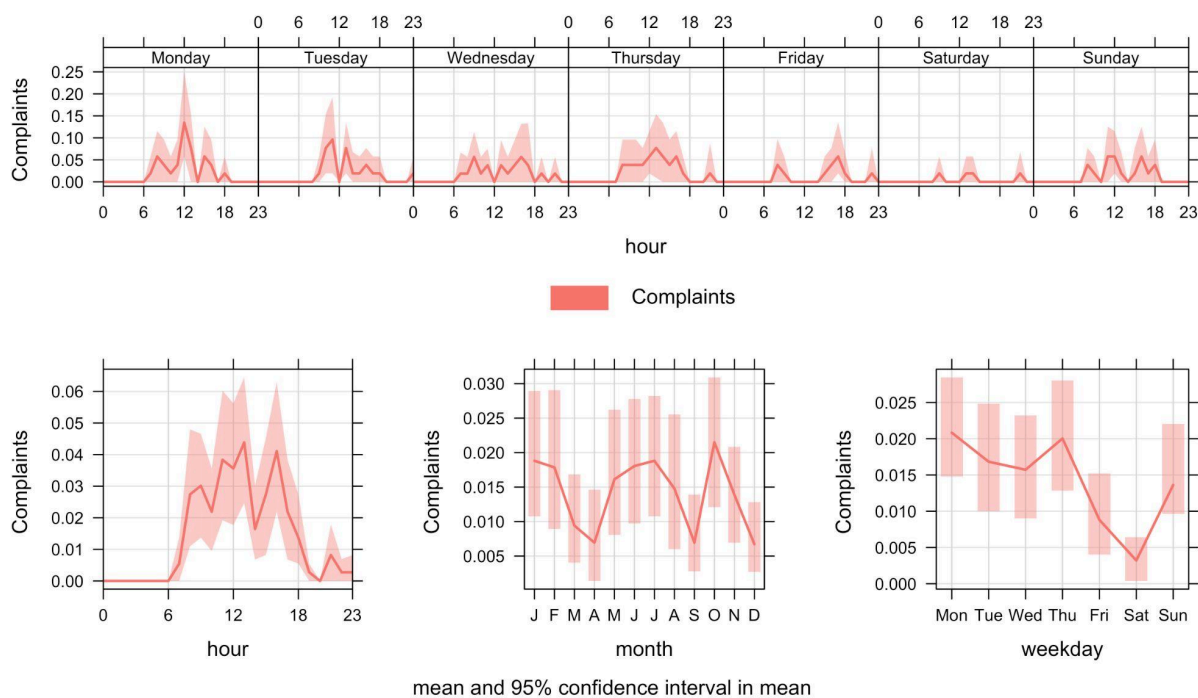 0 6 12 18 23 0 6 12 18 23 0 6 12 18 23
Monday Tuesday Wednesday Thursday Friday Saturday Sunday
0.25
0.20
0.15
0.10
0.05
0.00
Complaints
0 6 12 18 23 0 6 12 18 23 0 6 12 18 23 0 6 12 18 23
hour
Complaints
0.06
0.05
0.04
0.03
0.02
0.01
0.00
Complaints
0 6 12 18 23
hour
0.030
0.025
0.020
0.015
0.010
0.005
Complaints
J F M A M J J A S O N D
month
0.025
0.020
0.015
0.010
0.005
0.000
Complaints
Mon Tue Wed Thu Fri Sat Sun
weekday
mean and 95% confidence interval in mean